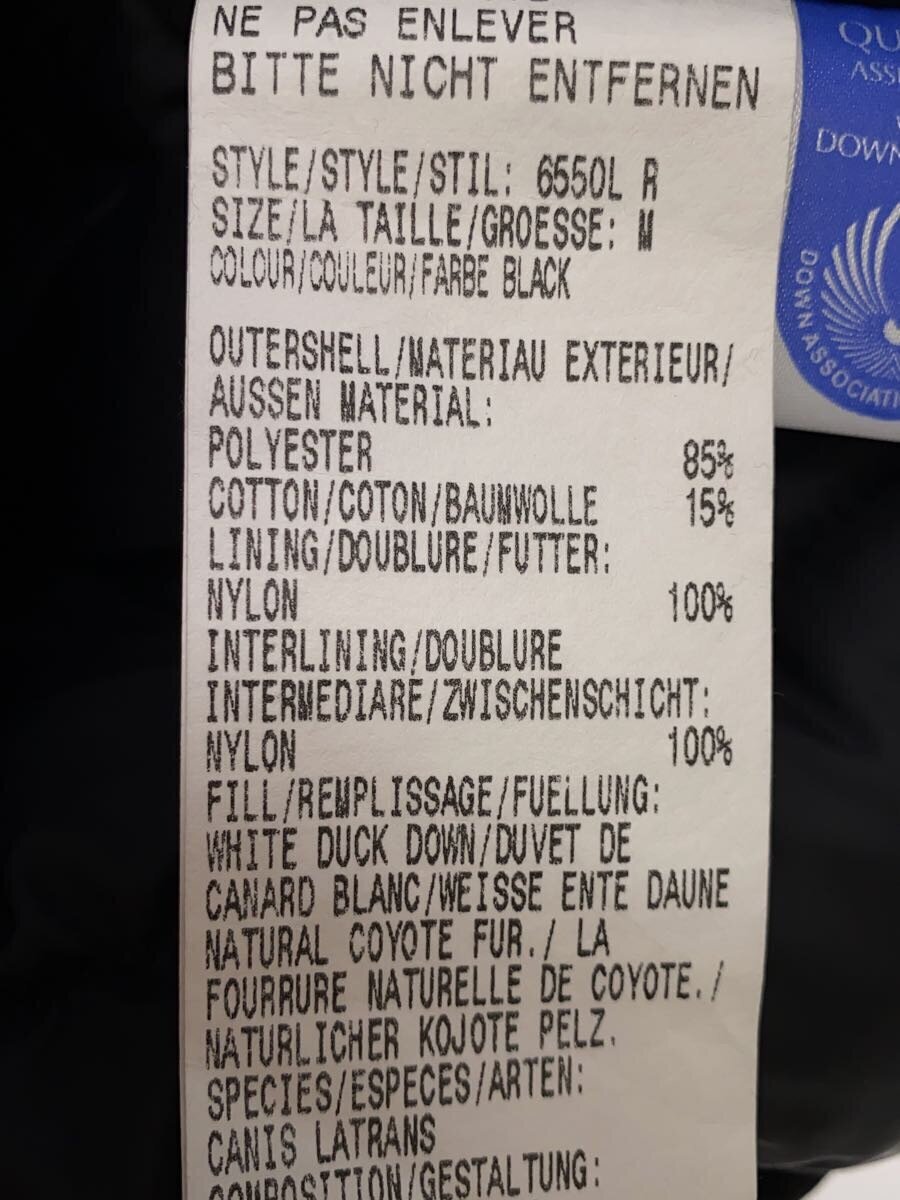 NE PAS ENLEVER
BITTE NICHT ENTFERNEN
STYLE/STYLE/STIL: 6550L R
SIZE/LA TAILLE/GROESSE: M
COLOUR/COULEUR/FARBE BLACK
OUTERSHELL/MATERIAU EXTERIEUR/
AUSSEN MATERIAL:
POLYESTER 85%
COTTON/COTON/BAUMWOLLE 15%
LINING/DOUBLURE/FUTTER:
NYLON 100%
INTERLINING/DOUBLURE
INTERMEDIARE/ZWISCHENSCHICHT:
NYLON 100%
FILL/REMPLISSAGE/FUELLUNG:
WHITE DUCK DOWN/DUVET DE
CANARD BLANC/WEISSE ENTE DAUNE
NATURAL COYOTE FUR./ LA
FOURRURE NATURELLE DE COYOTE./
NATURLICHER KOJOTE PELZ.
SPECIES/ESPECES/ARTEN:
CANIS LATRANS
COMPOSITION/GESTALTUNG:
QU
ASS
DOWN
DOWN ASSOCIATI